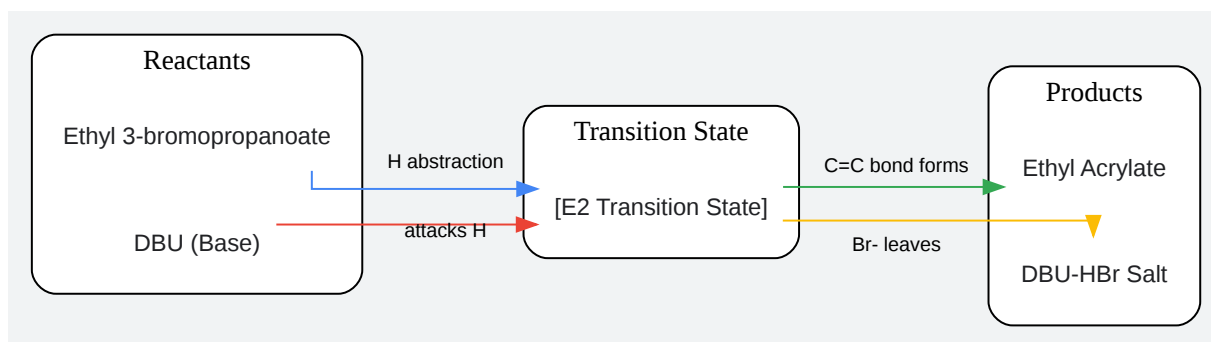 Reactants
Ethyl 3-bromopropanoate
DBU (Base)
H abstraction
attacks H
Transition State
[E2 Transition State]
C=C bond forms
Br- leaves
Products
Ethyl Acrylate
DBU-HBr Salt